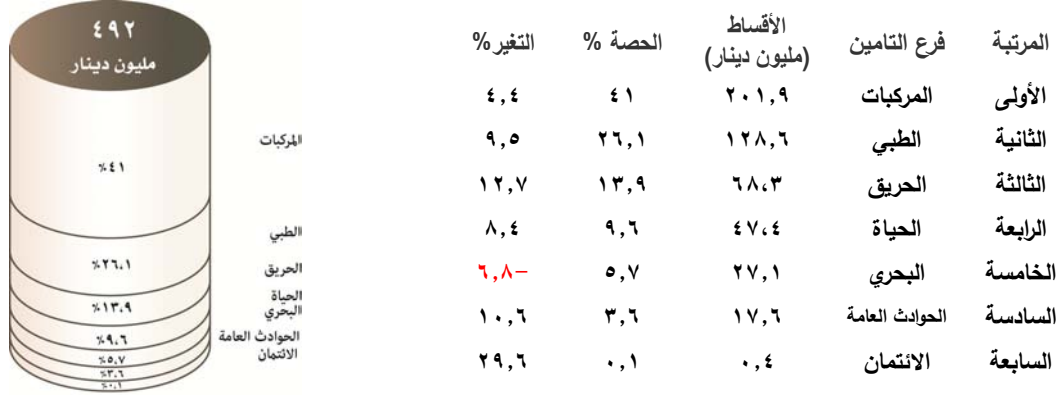 المرتبة فرع التامين الأقساط (مليون دينار) الحصة % التغير%
الأولى المركبات ٢٠١,٩ ٤١ ٤,٤
الثانية الطبي ١٢٨,٦ ٢٦,١ ٩,٥
الثالثة الحريق ٦٨،٣ ١٣,٩ ١٢,٧
الرابعة الحياة ٤٧،٤ ٩,٦ ٨,٤
الخامسة البحري ٢٧,١ ٥,٧ ٦,٨–
السادسة الحوادث العامة ١٧,٦ ٣,٦ ١٠,٦
السابعة الائتمان ٠,٤ ٠,١ ٢٩,٦
٤٩٢
مليون دينار
المركبات
٤١٪
الطبي
٢٦،١٪
الحريق
١٣،٩٪
الحياة
٩،٦٪
البحري
٥،٧٪
الحوادث العامة
٣،٦٪
الائتمان
٠،١٪